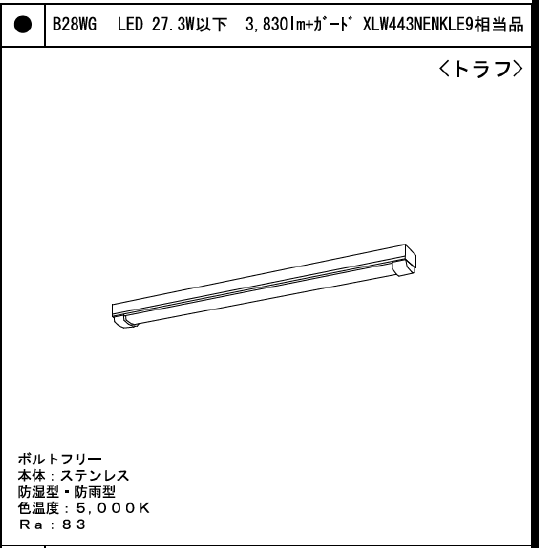 ● B28WG LED 27.3W以下 3,830lm+ｶﾞｰﾄﾞ XLW443NENKLE9相当品
<トラフ>
ボルトフリー
本体：ステンレス
防湿型・防雨型
色温度：5,000K
Ra：83